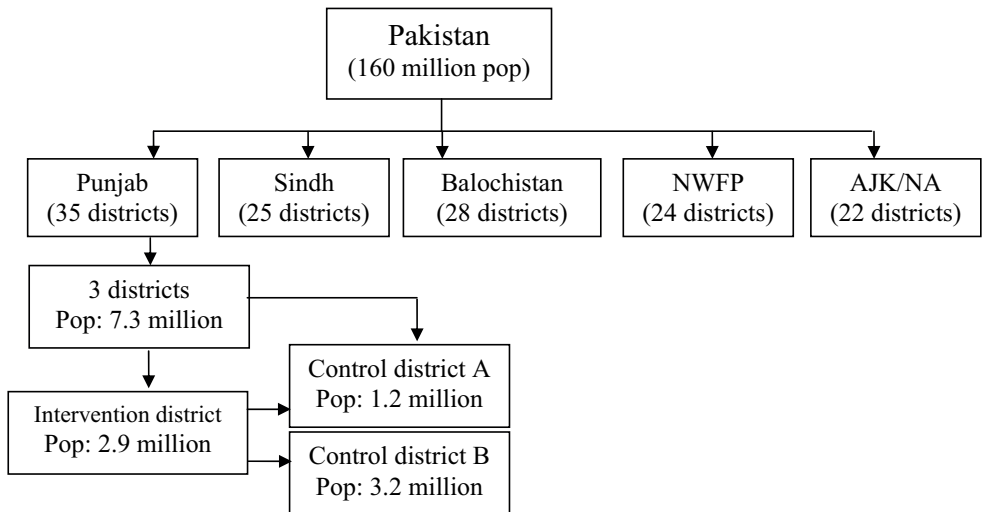 Pakistan
(160 million pop)
Punjab
(35 districts)
Sindh
(25 districts)
Balochistan
(28 districts)
NWFP
(24 districts)
AJK/NA
(22 districts)
3 districts
Pop: 7.3 million
Control district A
Pop: 1.2 million
Intervention district
Pop: 2.9 million
Control district B
Pop: 3.2 million